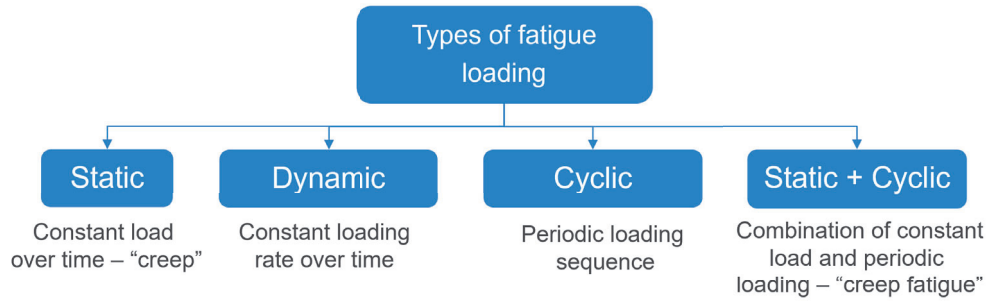 Types of fatigue
loading
Static
Dynamic
Cyclic
Static + Cyclic
Constant load
over time – “creep”
Constant loading
rate over time
Periodic loading
sequence
Combination of constant
load and periodic
loading – “creep fatigue”